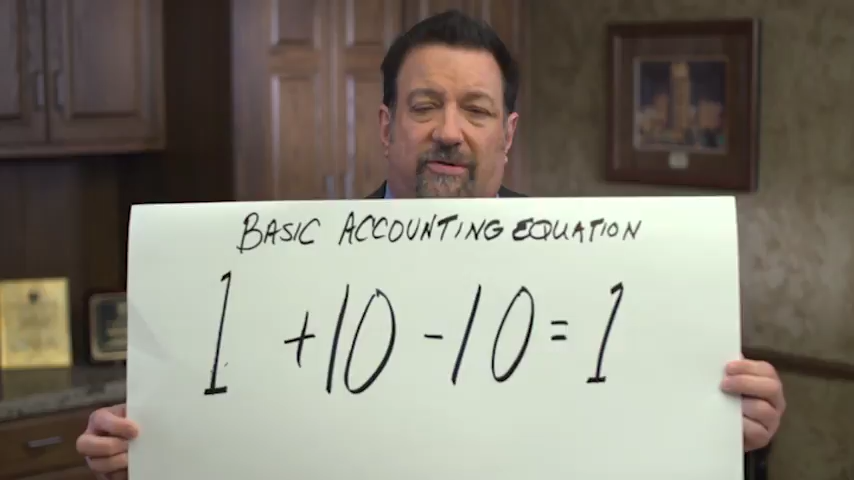 BASIC ACCOUNTING EQUATION
1 +10 -10 = 1